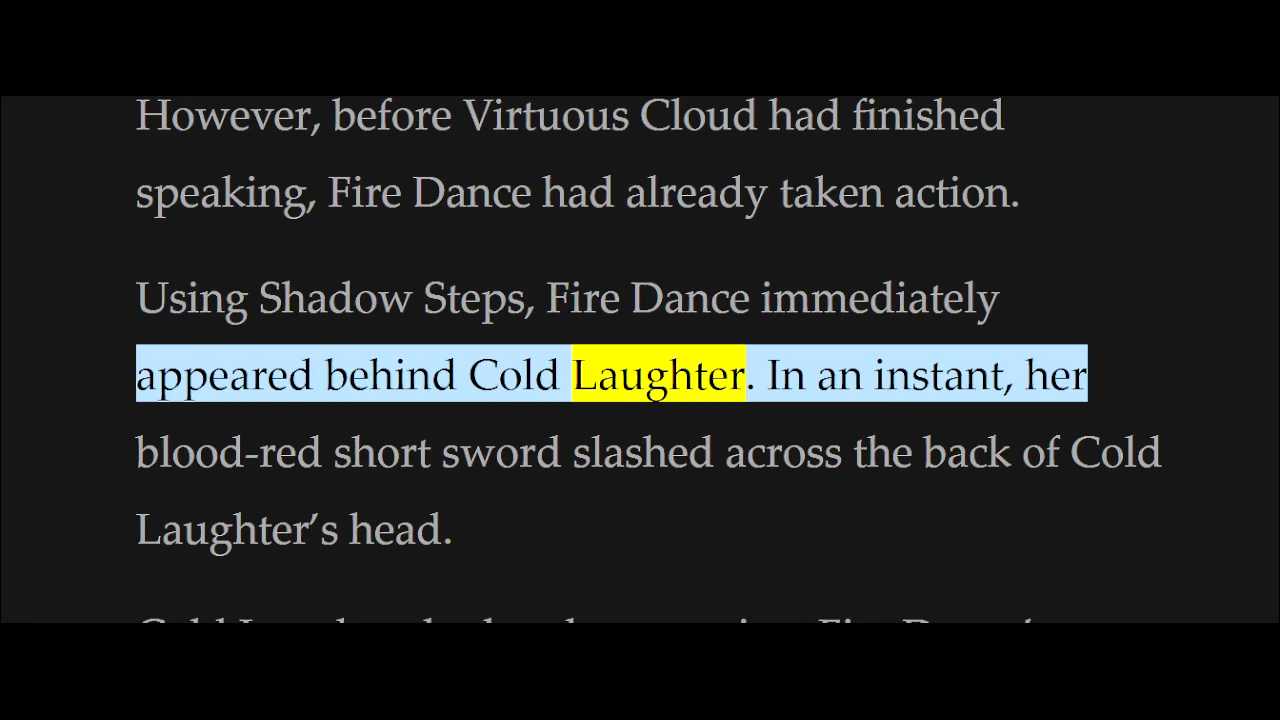 However, before Virtuous Cloud had finished
speaking, Fire Dance had already taken action.
Using Shadow Steps, Fire Dance immediately
appeared behind Cold Laughter. In an instant, her
blood-red short sword slashed across the back of Cold
Laughter’s head.